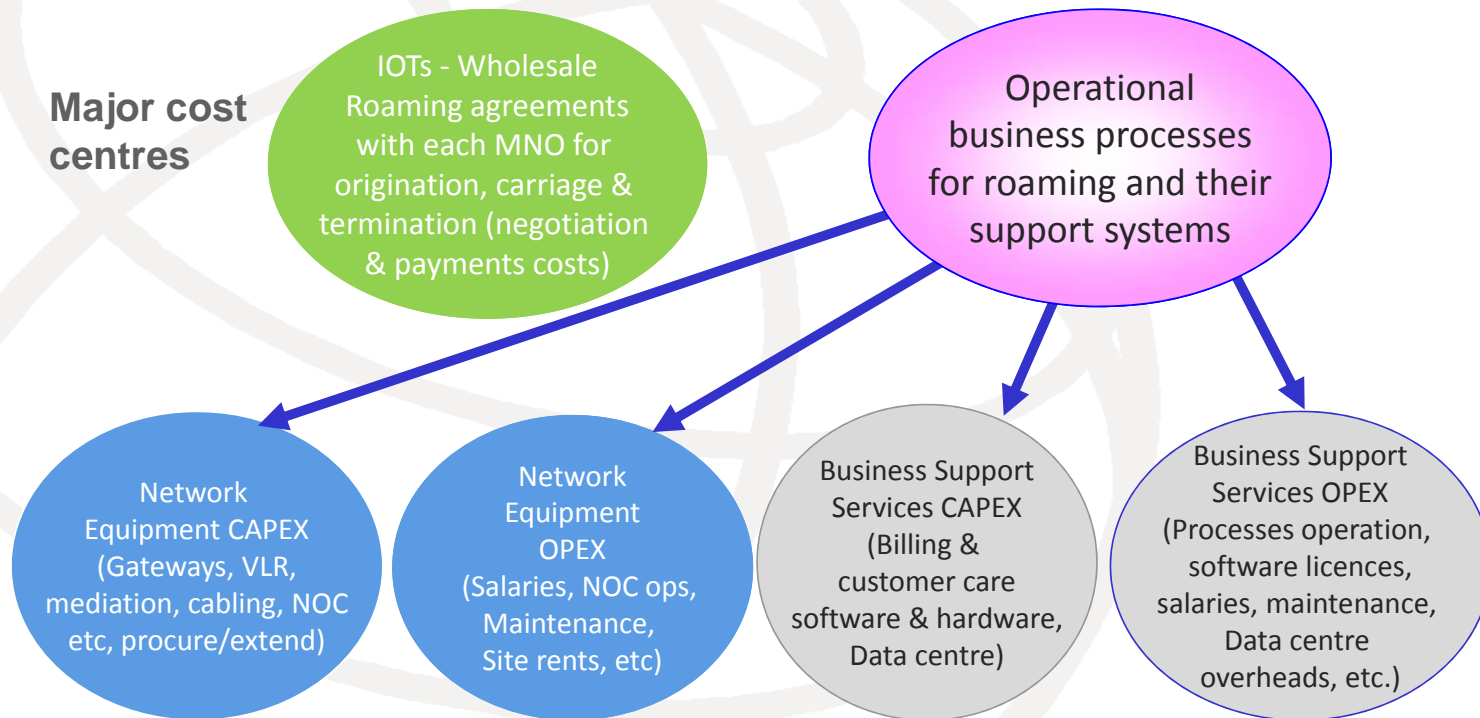 Major cost
centres
IOTs - Wholesale
Roaming agreements
with each MNO for
origination, carriage &
termination (negotiation
& payments costs)
Operational
business processes
for roaming and their
support systems
Network
Equipment CAPEX
(Gateways, VLR,
mediation, cabling, NOC
etc, procure/extend)
Network
Equipment
OPEX
(Salaries, NOC ops,
Maintenance,
Site rents, etc)
Business Support
Services CAPEX
(Billing &
customer care
software & hardware,
Data centre)
Business Support
Services OPEX
(Processes operation,
software licences,
salaries, maintenance,
Data centre
overheads, etc.)